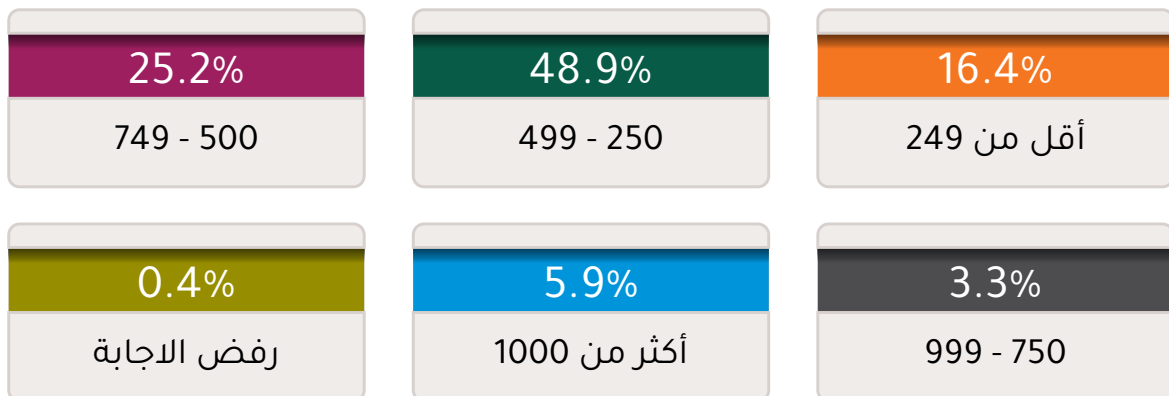 16.4%
أقل من 249
48.9%
499 - 250
25.2%
749 - 500
3.3%
999 - 750
5.9%
أكثر من 1000
0.4%
رفض الاجابة